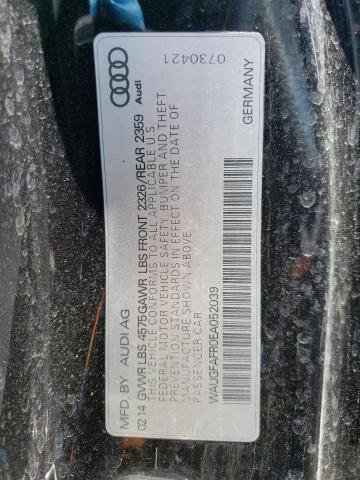 MFD. BY AUDI AG
02 14 GVWR LBS 4575 GAWR LBS FRONT 2326/REAR 2359
THIS VEHICLE CONFORMS TO ALL APPLICABLE U.S.
FEDERAL MOTOR VEHICLE SAFETY, BUMPER AND THEFT
PREVENTION STANDARDS IN EFFECT ON THE DATE OF
MANUFACTURE SHOWN ABOVE.
PASSENGER CAR
WAUGFAFR0EA052039
Audi
0730421
GERMANY